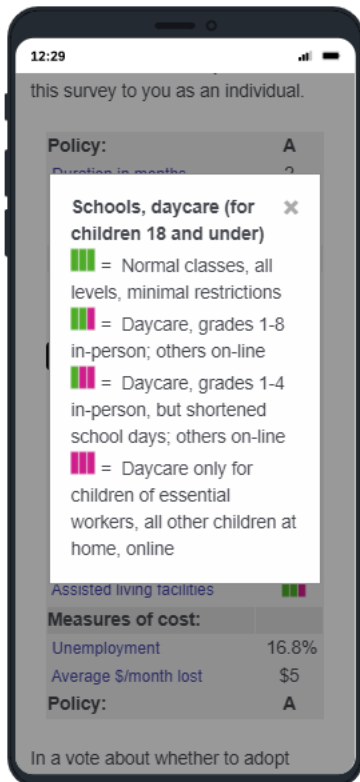 12:29
this survey to you as an individual.
Policy: A
Duration in months 2
Schools, daycare (for ×
children 18 and under)
= Normal classes, all
levels, minimal restrictions
= Daycare, grades 1-8
in-person; others on-line
= Daycare, grades 1-4
in-person, but shortened
school days; others on-line
= Daycare only for
children of essential
workers, all other children at
home, online
Assisted living facilities
Measures of cost:
Unemployment 16.8%
Average $/month lost $5
Policy: A
In a vote about whether to adopt